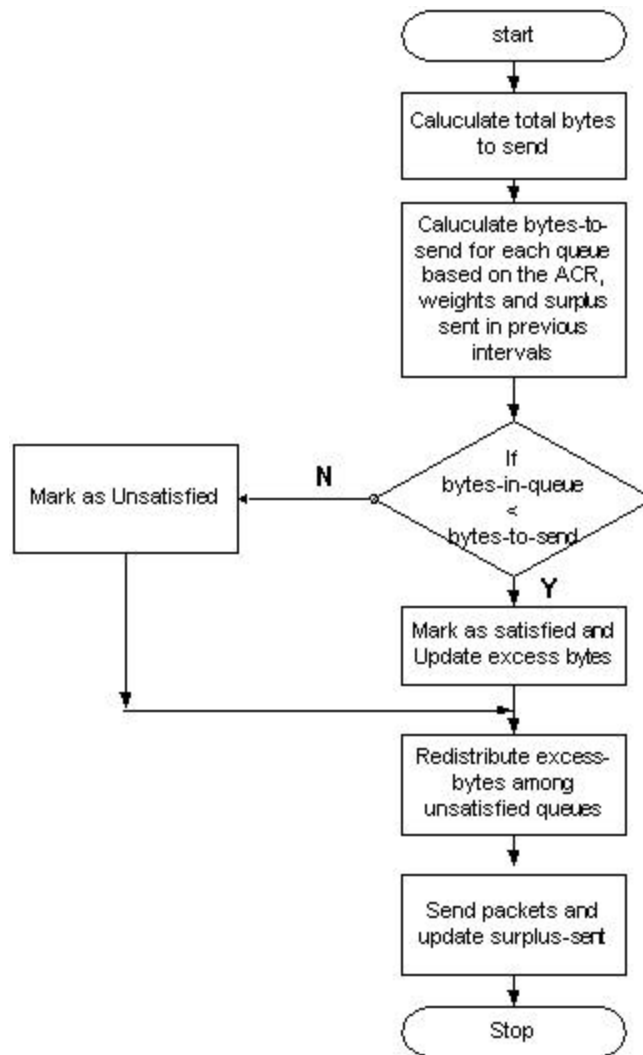 start
Caluculate total bytes
to send
Caluculate bytes-to-
send for each queue
based on the ACR,
weights and surplus
sent in previous
intervals
If
bytes-in-queue
<
bytes-to-send
N
Mark as Unsatisfied
Y
Mark as satisfied and
Update excess bytes
Redistribute excess-
bytes among
unsatisfied queues
Send packets and
update surplus-sent
Stop